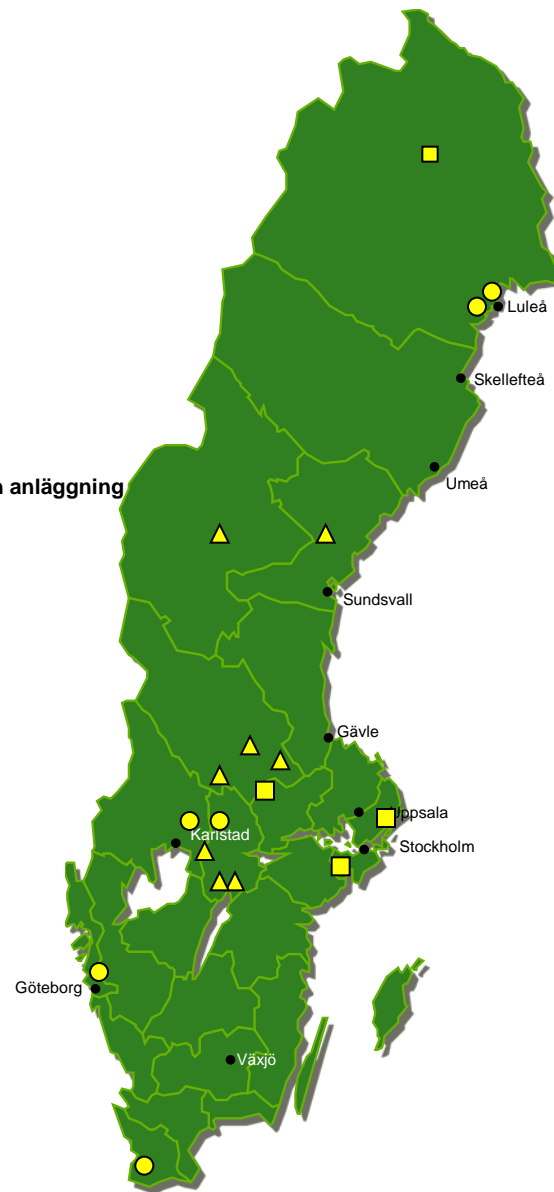 Luleå
Skellefteå
Umeå
anläggning
Sundsvall
Gävle
Uppsala
Karlstad
Stockholm
Göteborg
Växjö